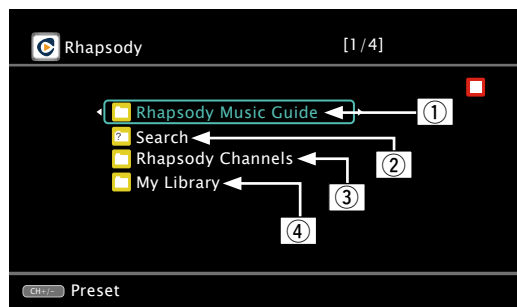 Rhapsody [1/4]
Rhapsody Music Guide ①
? Search ②
Rhapsody Channels ③
My Library ④
CH+/- Preset